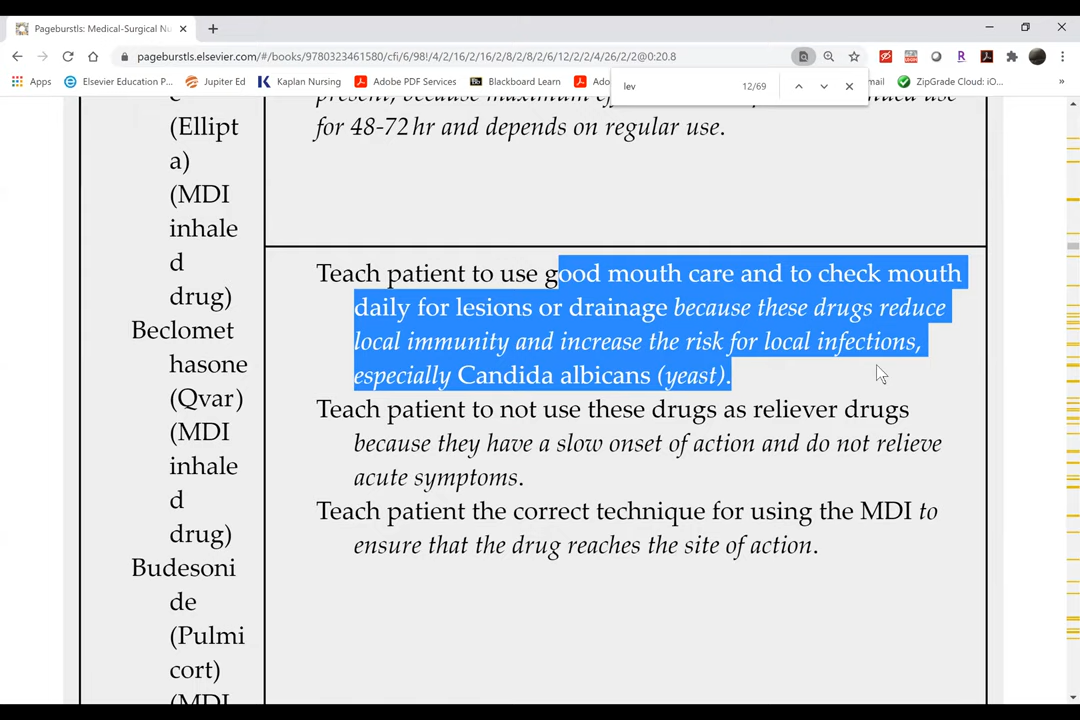 Pageburstls: Medical-Surgical Nu
pageburstls.elsevier.com/#/books/9780323461580/cfi/6/98!/4/2/16/2/16/2/8/2/8/2/6/12/2/2/4/26/2/2@0:20.8
Apps Elsevier Education P... Jupiter Ed Kaplan Nursing Adobe PDF Services Blackboard Learn Ado mail ZipGrade Cloud: iO...
lev 12/69
present, because maximum
use
for 48-72 hr and depends on regular use.
(Ellipt
a)
(MDI
inhale
d
drug)
Beclomet
hasone
(Qvar)
(MDI
inhale
d
drug)
Budesoni
de
(Pulmi
cort)
(MDI
Teach patient to use good mouth care and to check mouth
daily for lesions or drainage because these drugs reduce
local immunity and increase the risk for local infections,
especially Candida albicans (yeast).
Teach patient to not use these drugs as reliever drugs
because they have a slow onset of action and do not relieve
acute symptoms.
Teach patient the correct technique for using the MDI to
ensure that the drug reaches the site of action.